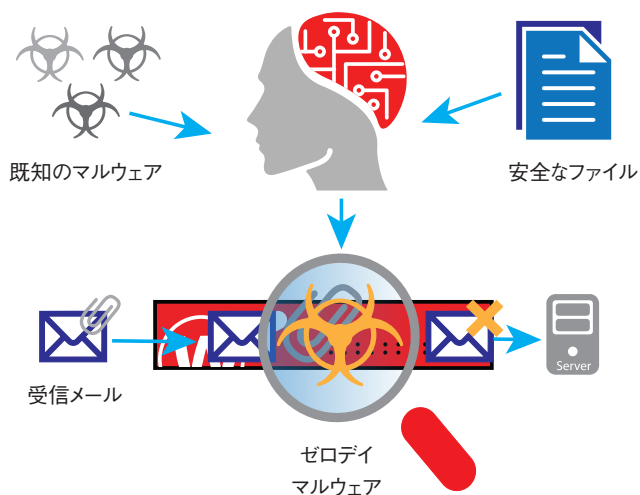 既知のマルウェア
安全なファイル
受信メール
Server
ゼロデイ
マルウェア